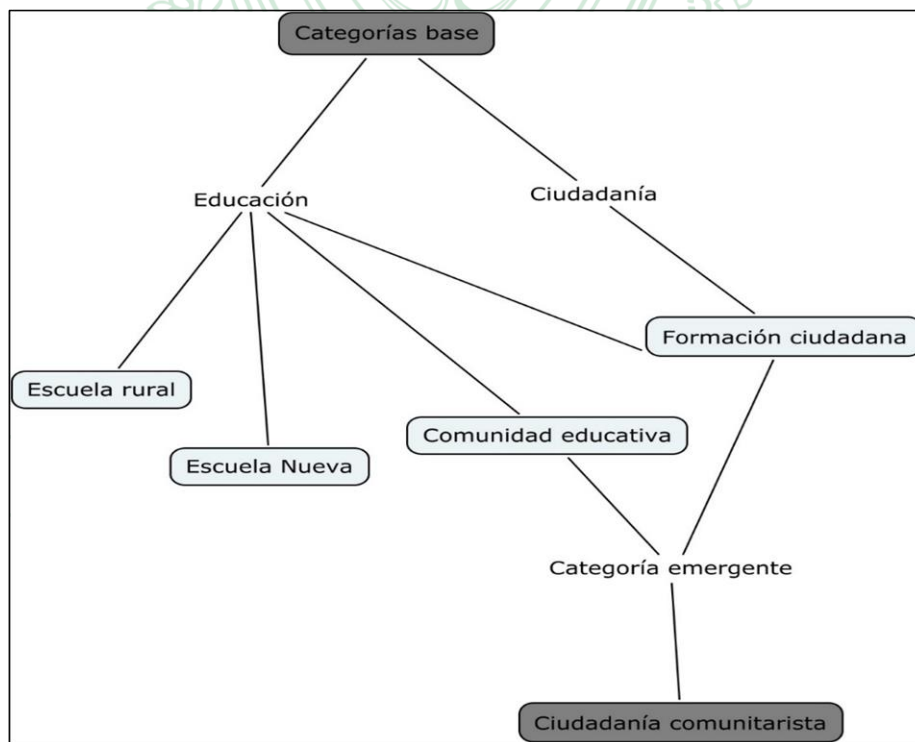 Categorías base
Educación
Ciudadanía
Formación ciudadana
Escuela rural
Comunidad educativa
Escuela Nueva
Categoría emergente
Ciudadanía comunitarista